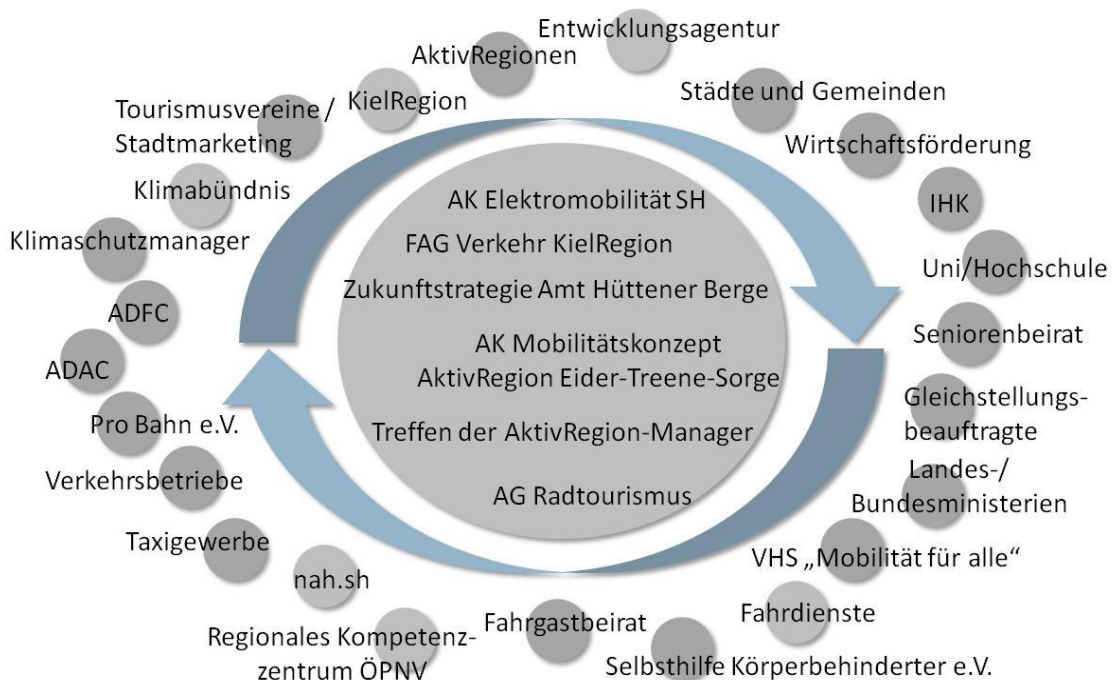 Entwicklungsagentur
AktivRegionen
Städte und Gemeinden
KielRegion
Tourismusvereine /
Stadtmarketing
Wirtschaftsförderung
Klimabündnis
IHK
Klimaschutzmanager
Uni/Hochschule
ADFC
Seniorenbeirat
ADAC
Gleichstellungs-
beauftragte
Pro Bahn e.V.
Landes-/
Bundesministerien
Verkehrsbetriebe
Taxigewerbe
VHS „Mobilität für alle“
nah.sh
Fahrdienste
Regionales Kompetenz-
zentrum ÖPNV
Fahrgastbeirat
Selbsthilfe Körperbehinderter e.V.
AK Elektromobilität SH
FAG Verkehr KielRegion
Zukunftstrategie Amt Hüttener Berge
AK Mobilitätskonzept
AktivRegion Eider-Treene-Sorge
Treffen der AktivRegion-Manager
AG Radtourismus